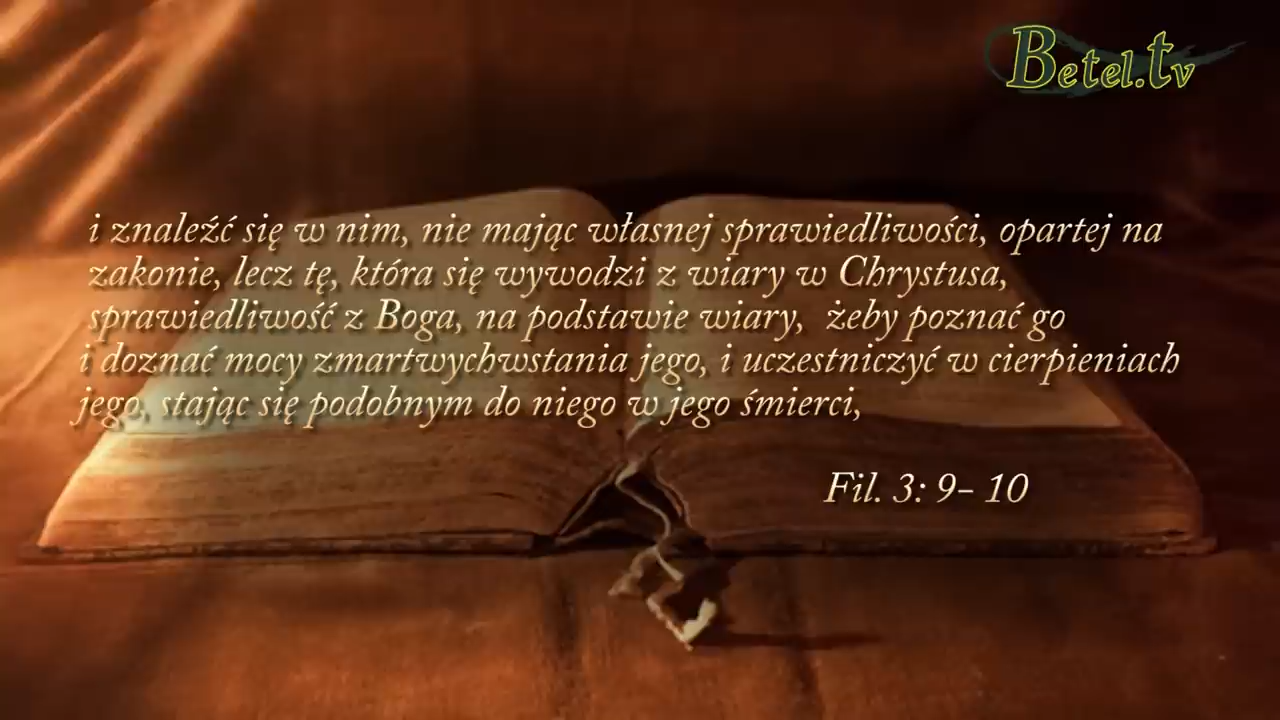 Betel.tv
i znaleźć się w nim, nie mając własnej sprawiedliwości, opartej na
zakonie, lecz tę, która się wywodzi z wiary w Chrystusa,
sprawiedliwość z Boga, na podstawie wiary,  żeby poznać go
i doznać mocy zmartwychwstania jego, i uczestniczyć w cierpieniach
jego, stając się podobnym do niego w jego śmierci,
Fil. 3: 9- 10